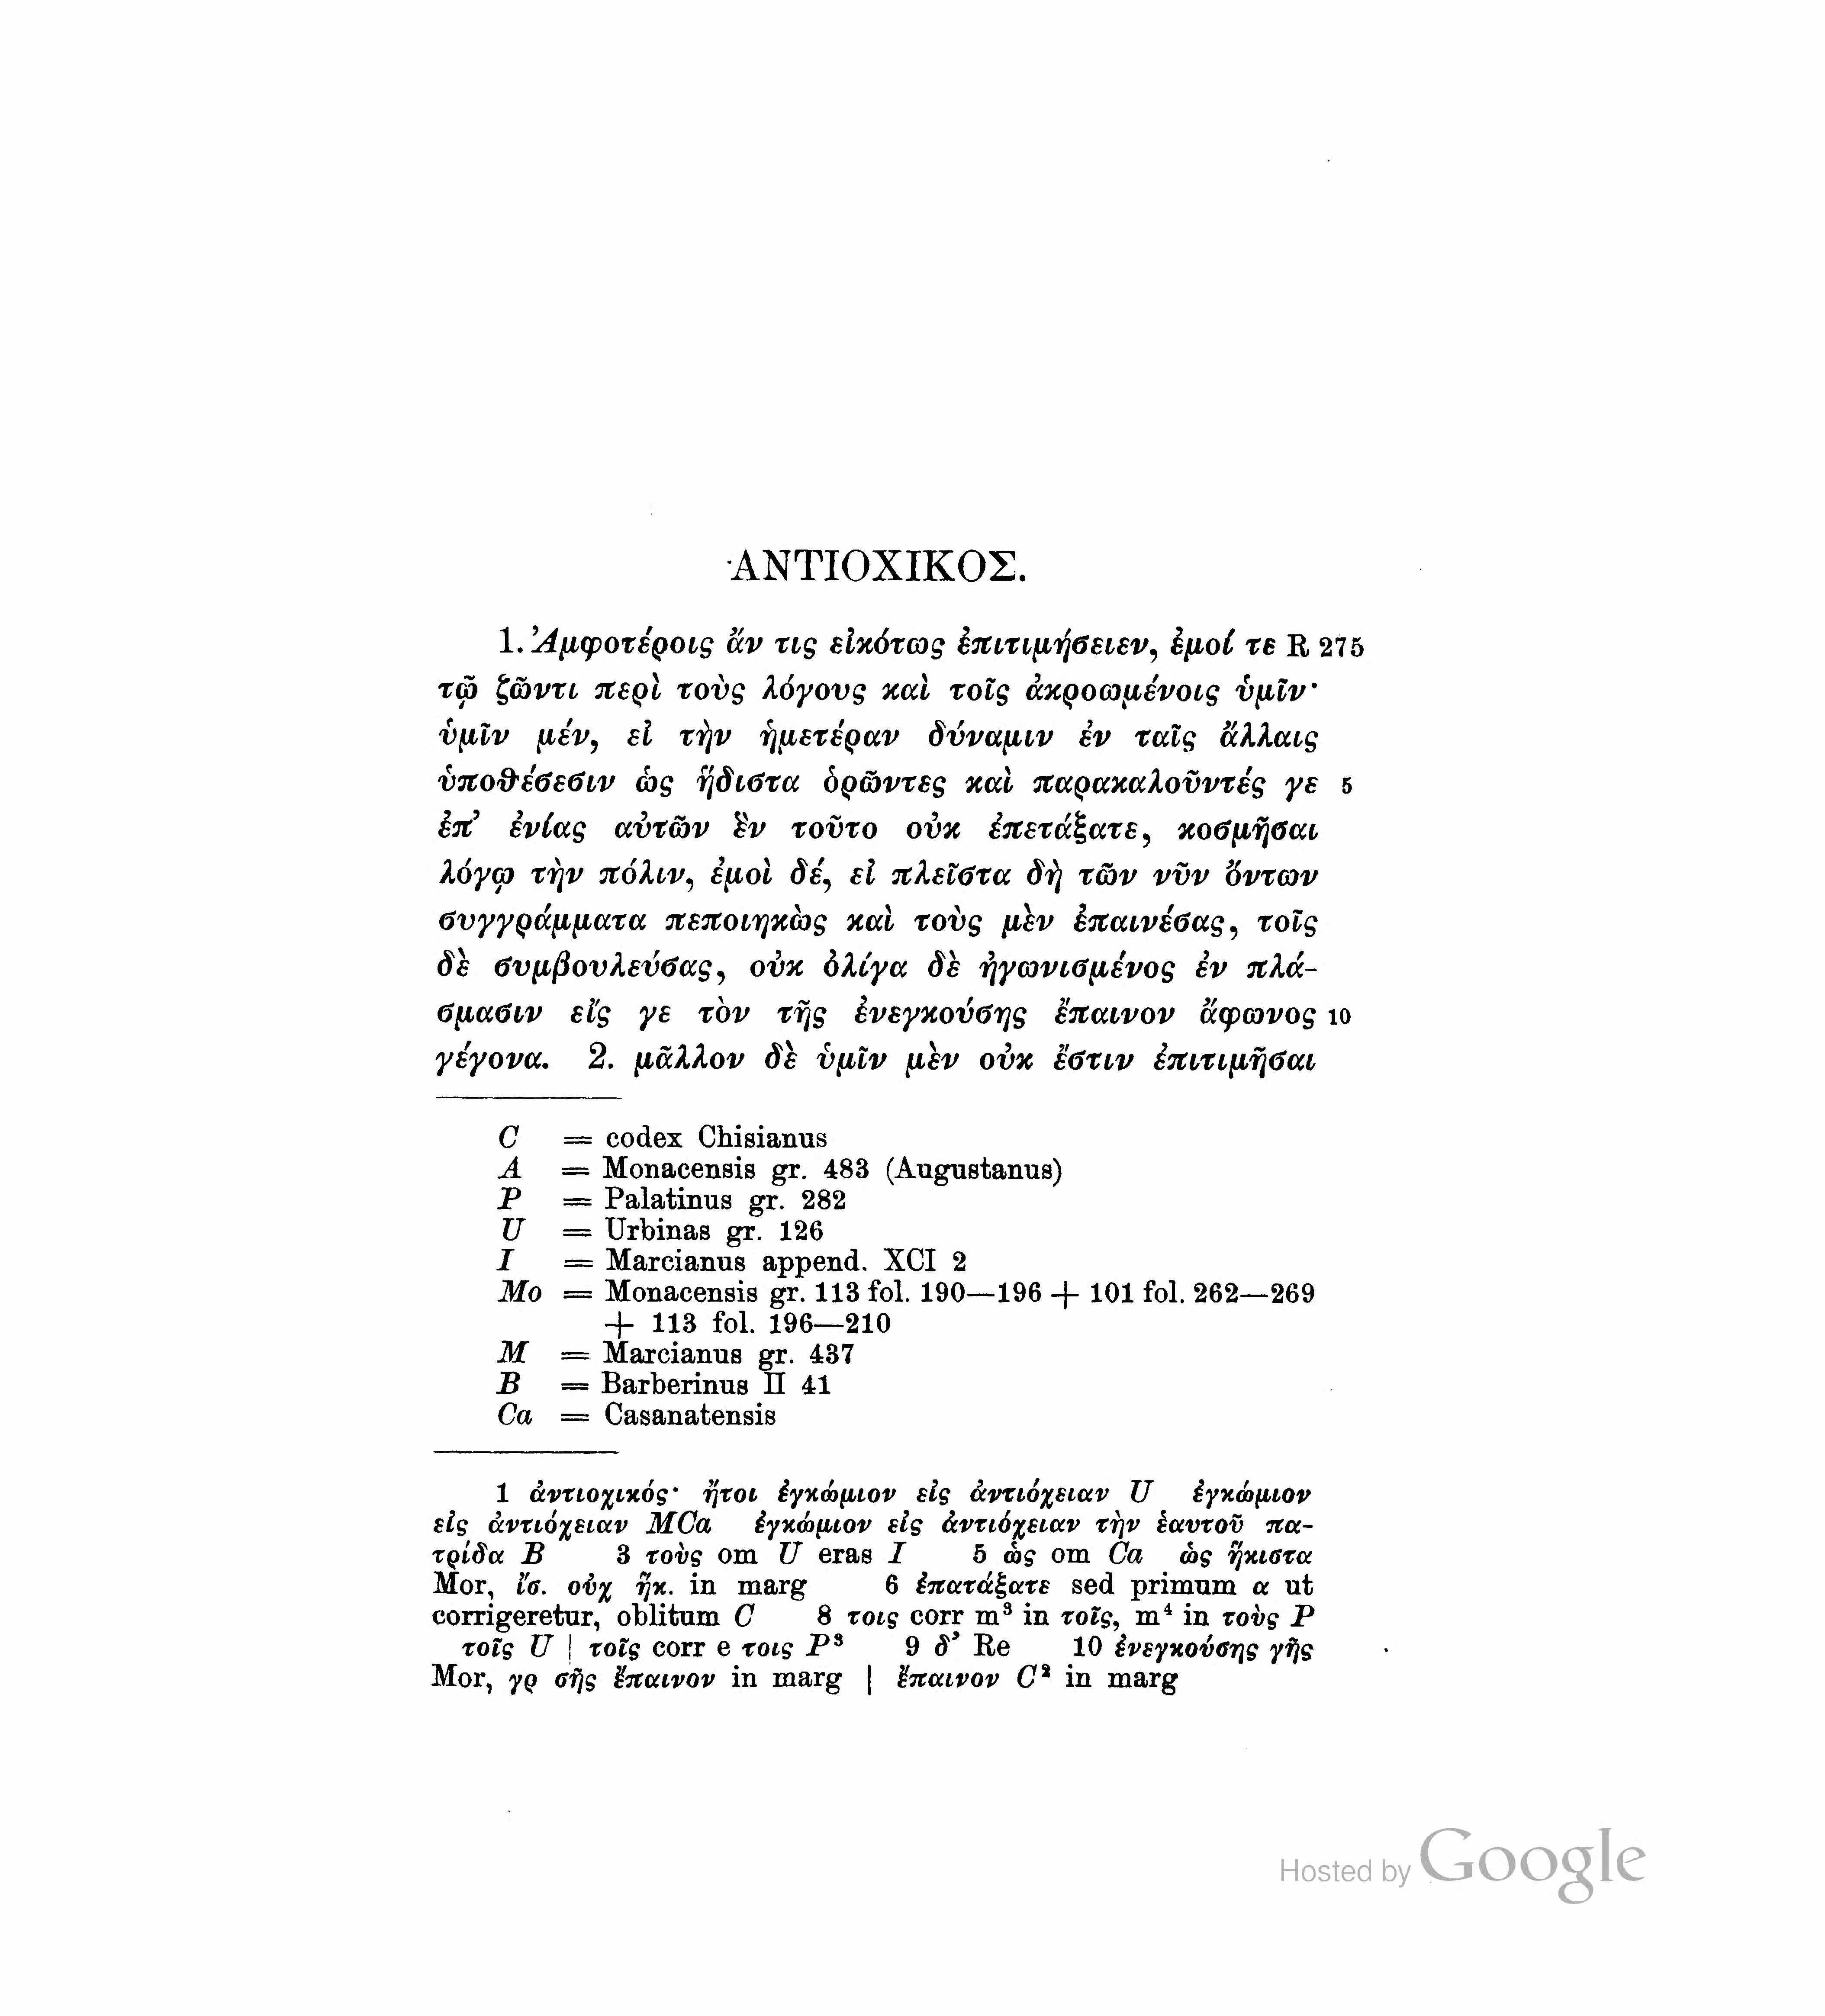 ΑΝΤΙΟΧΙΚΟΣ.
1. Ἀμφοτέροις ἄν τις εἰκότως ἐπιτιμήσειεν, ἐμοί τε R 275
τῷ ζῶντι περὶ τοὺς λόγους καὶ τοῖς ἀκροωμένοις ὑμῖν·
ὑμῖν μέν, εἰ τὴν ἡμετέραν δύναμιν ἐν ταῖς ἄλλαις
ὑποθέσεσιν ὡς ἥδιστα ὁρῶντες καὶ παρακαλοῦντές γε 5
ἐπ’ ἐνίας αὐτῶν ἓν τοῦτο οὐκ ἐπετάξατε, κοσμῆσαι
λόγῳ τὴν πόλιν, ἐμοὶ δέ, εἰ πλεῖστα δὴ τῶν νῦν ὄντων
συγγράμματα πεποιηκὼς καὶ τοὺς μὲν ἐπαινέσας, τοῖς
δὲ συμβουλεύσας, οὐκ ὀλίγα δὲ ἠγωνισμένος ἐν πλά-
σμασιν εἴς γε τὸν τῆς ἐνεγκούσης ἔπαινον ἄφωνος 10
γέγονα. 2. μᾶλλον δὲ ὑμῖν μὲν οὐκ ἔστιν ἐπιτιμῆσαι
C = codex Chisianus
A = Monacensis gr. 483 (Augustanus)
P = Palatinus gr. 282
U = Urbinas gr. 126
I = Marcianus append. XCI 2
Mo = Monacensis gr. 113 fol. 190—196 + 101 fol. 262—269
+ 113 fol. 196—210
M = Marcianus gr. 437
B = Barberinus II 41
Ca = Casanatensis
1 ἀντιοχικός· ἤτοι ἐγκώμιον εἰς ἀντιόχειαν U ἐγκώμιον
εἰς ἀντιόχειαν MCa ἐγκώμιον εἰς ἀντιόχειαν τὴν ἑαυτοῦ πα-
τρίδα B 3 τοὺς om U eras I 5 ὡς om Ca ὡς ἥκιστα
Mor, ἴσ. οὐχ ἥκ. in marg 6 ἐπατάξατε sed primum α ut
corrigeretur, oblitum C 8 τοις corr m³ in τοῖς, m⁴ in τοὺς P
τοῖς U | τοῖς corr e τοις P³ 9 δ’ Re 10 ἐνεγκούσης γῆς
Mor, γρ σῆς ἔπαινον in marg | ἔπαινον C² in marg
Hosted by Google